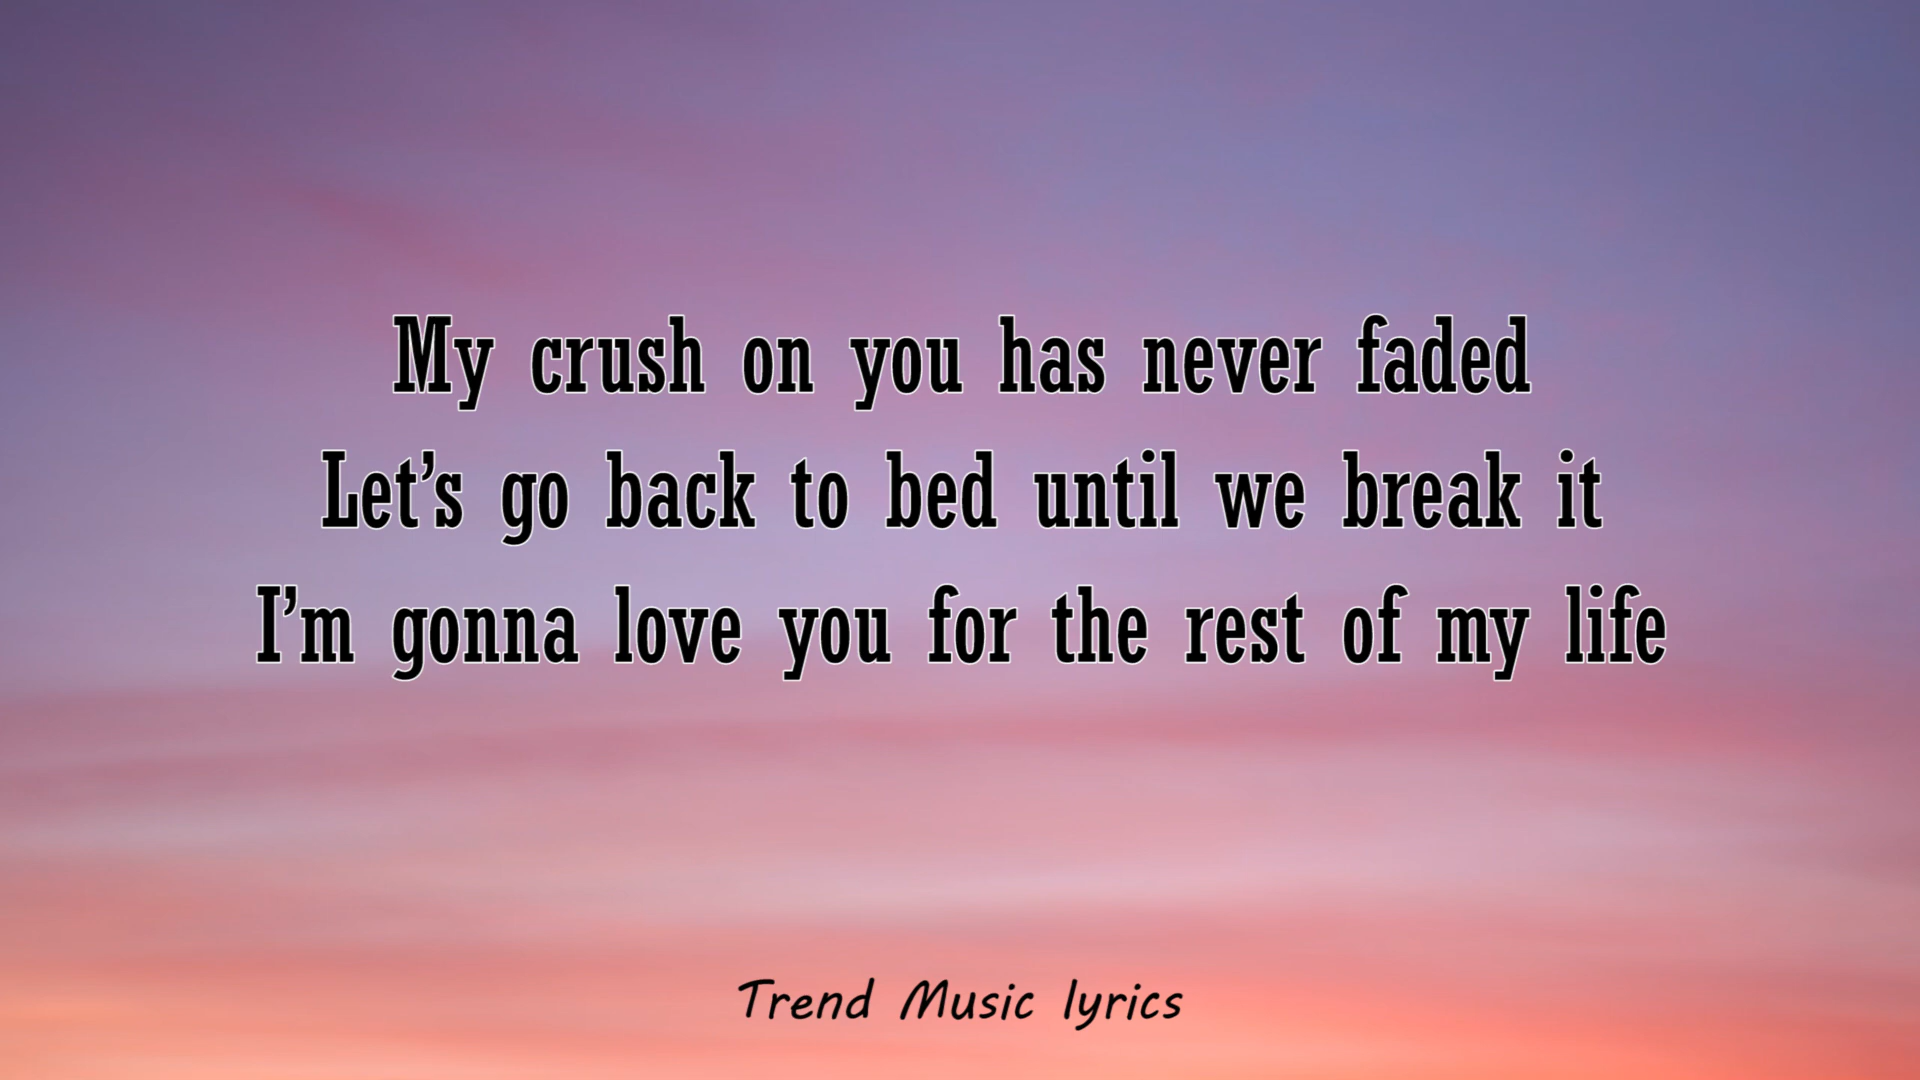 My crush on you has never faded
Let's go back to bed until we break it
I'm gonna love you for the rest of my life
Trend Music lyrics